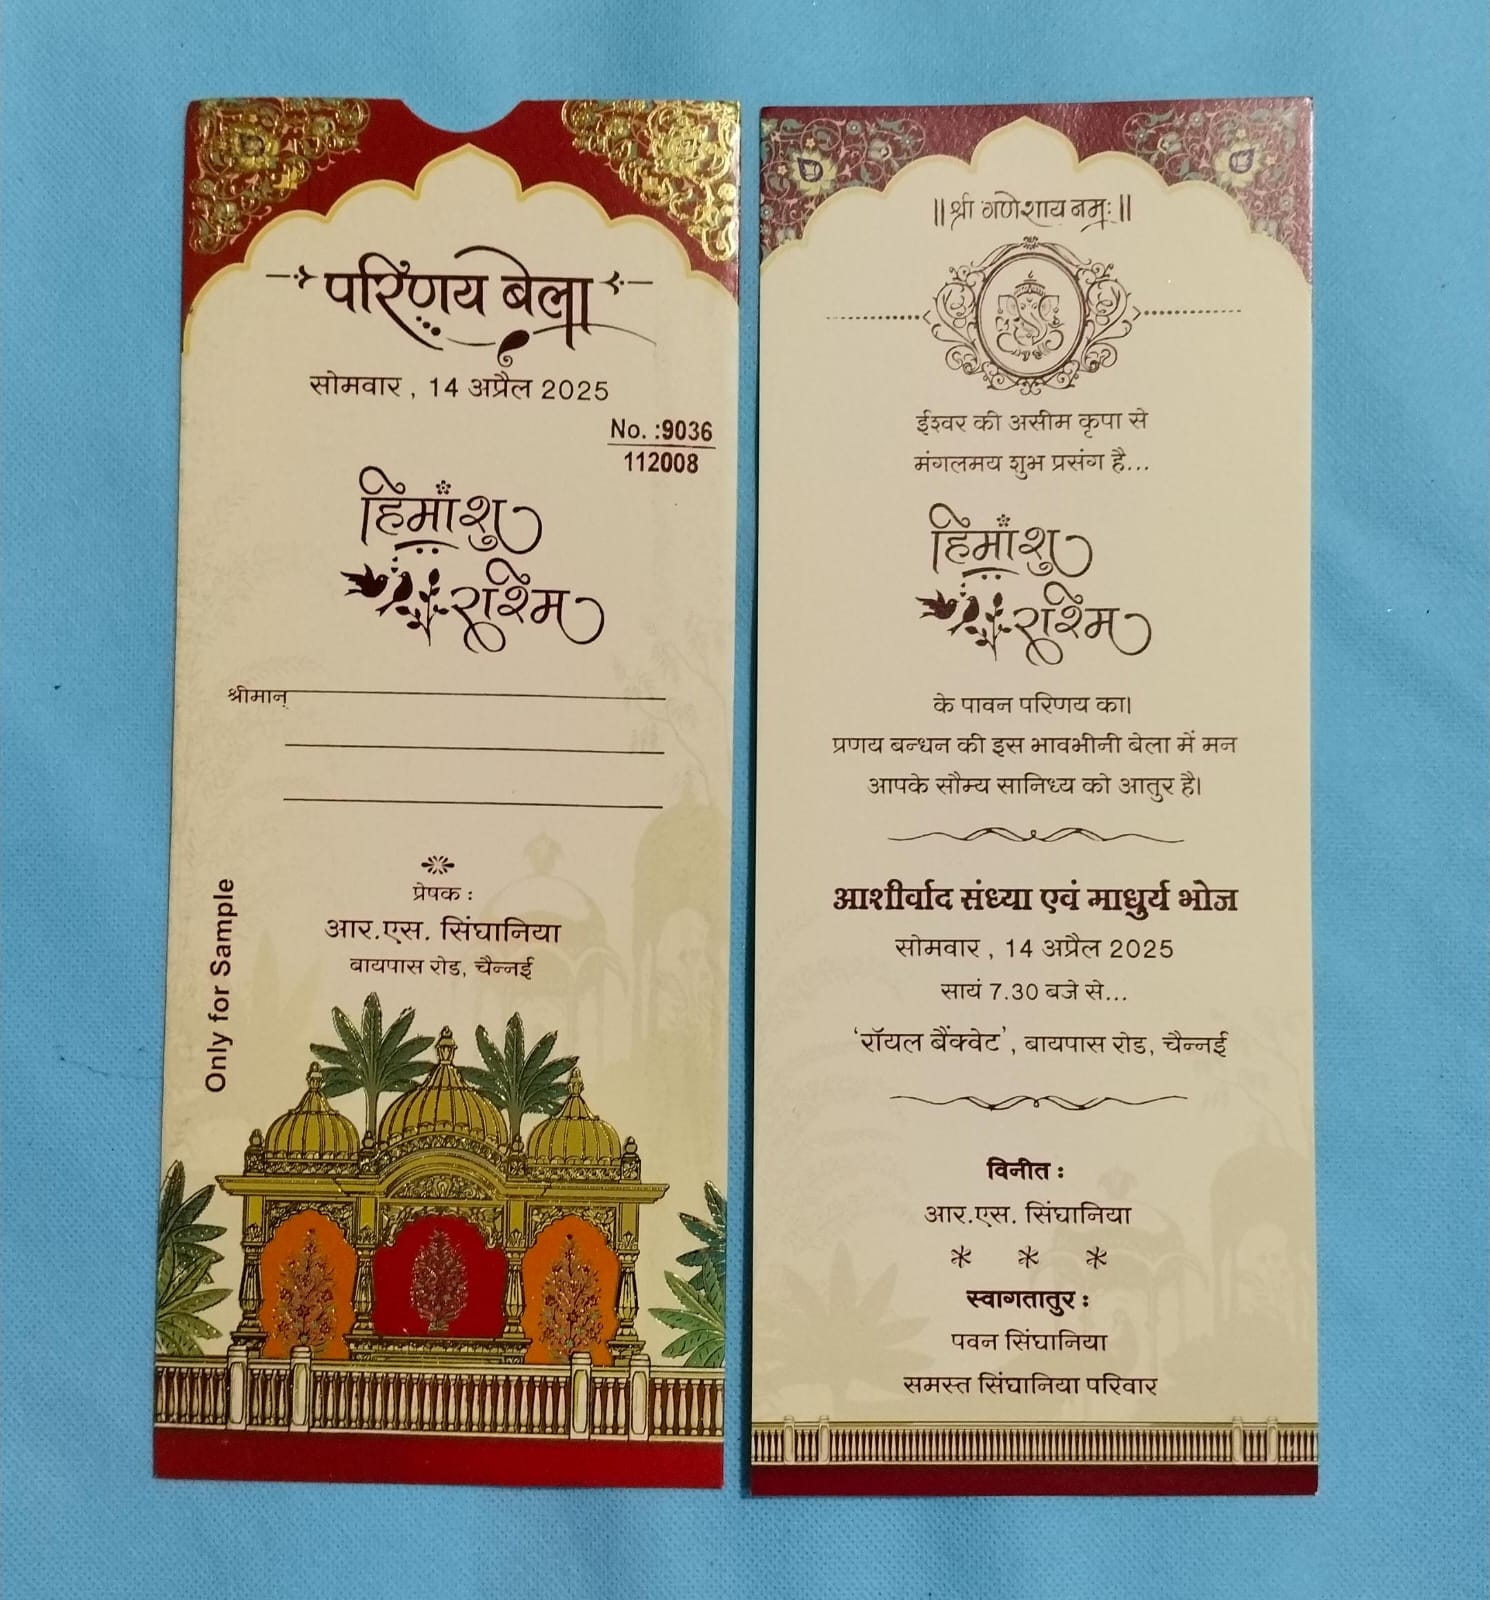 परिणय बेला
सोमवार , 14 अप्रैल 2025
No. :9036
112008
हिमाँशु
रश्मि
श्रीमान्
प्रेषक :
आर.एस. सिंघानिया
बायपास रोड, चैन्नई
Only for Sample
||श्री गणेशाय नमः||
ईश्वर की असीम कृपा से
मंगलमय शुभ प्रसंग है...
हिमाँशु
रश्मि
के पावन परिणय का।
प्रणय बन्धन की इस भावभीनी बेला में मन
आपके सौम्य सानिध्य को आतुर है।
आशीर्वाद संध्या एवं माधुर्य भोज
सोमवार , 14 अप्रैल 2025
सायं 7.30 बजे से...
'रॉयल बैंक्वेट', बायपास रोड, चैन्नई
विनीत :
आर.एस. सिंघानिया
* * *
स्वागतातुर :
पवन सिंघानिया
समस्त सिंघानिया परिवार